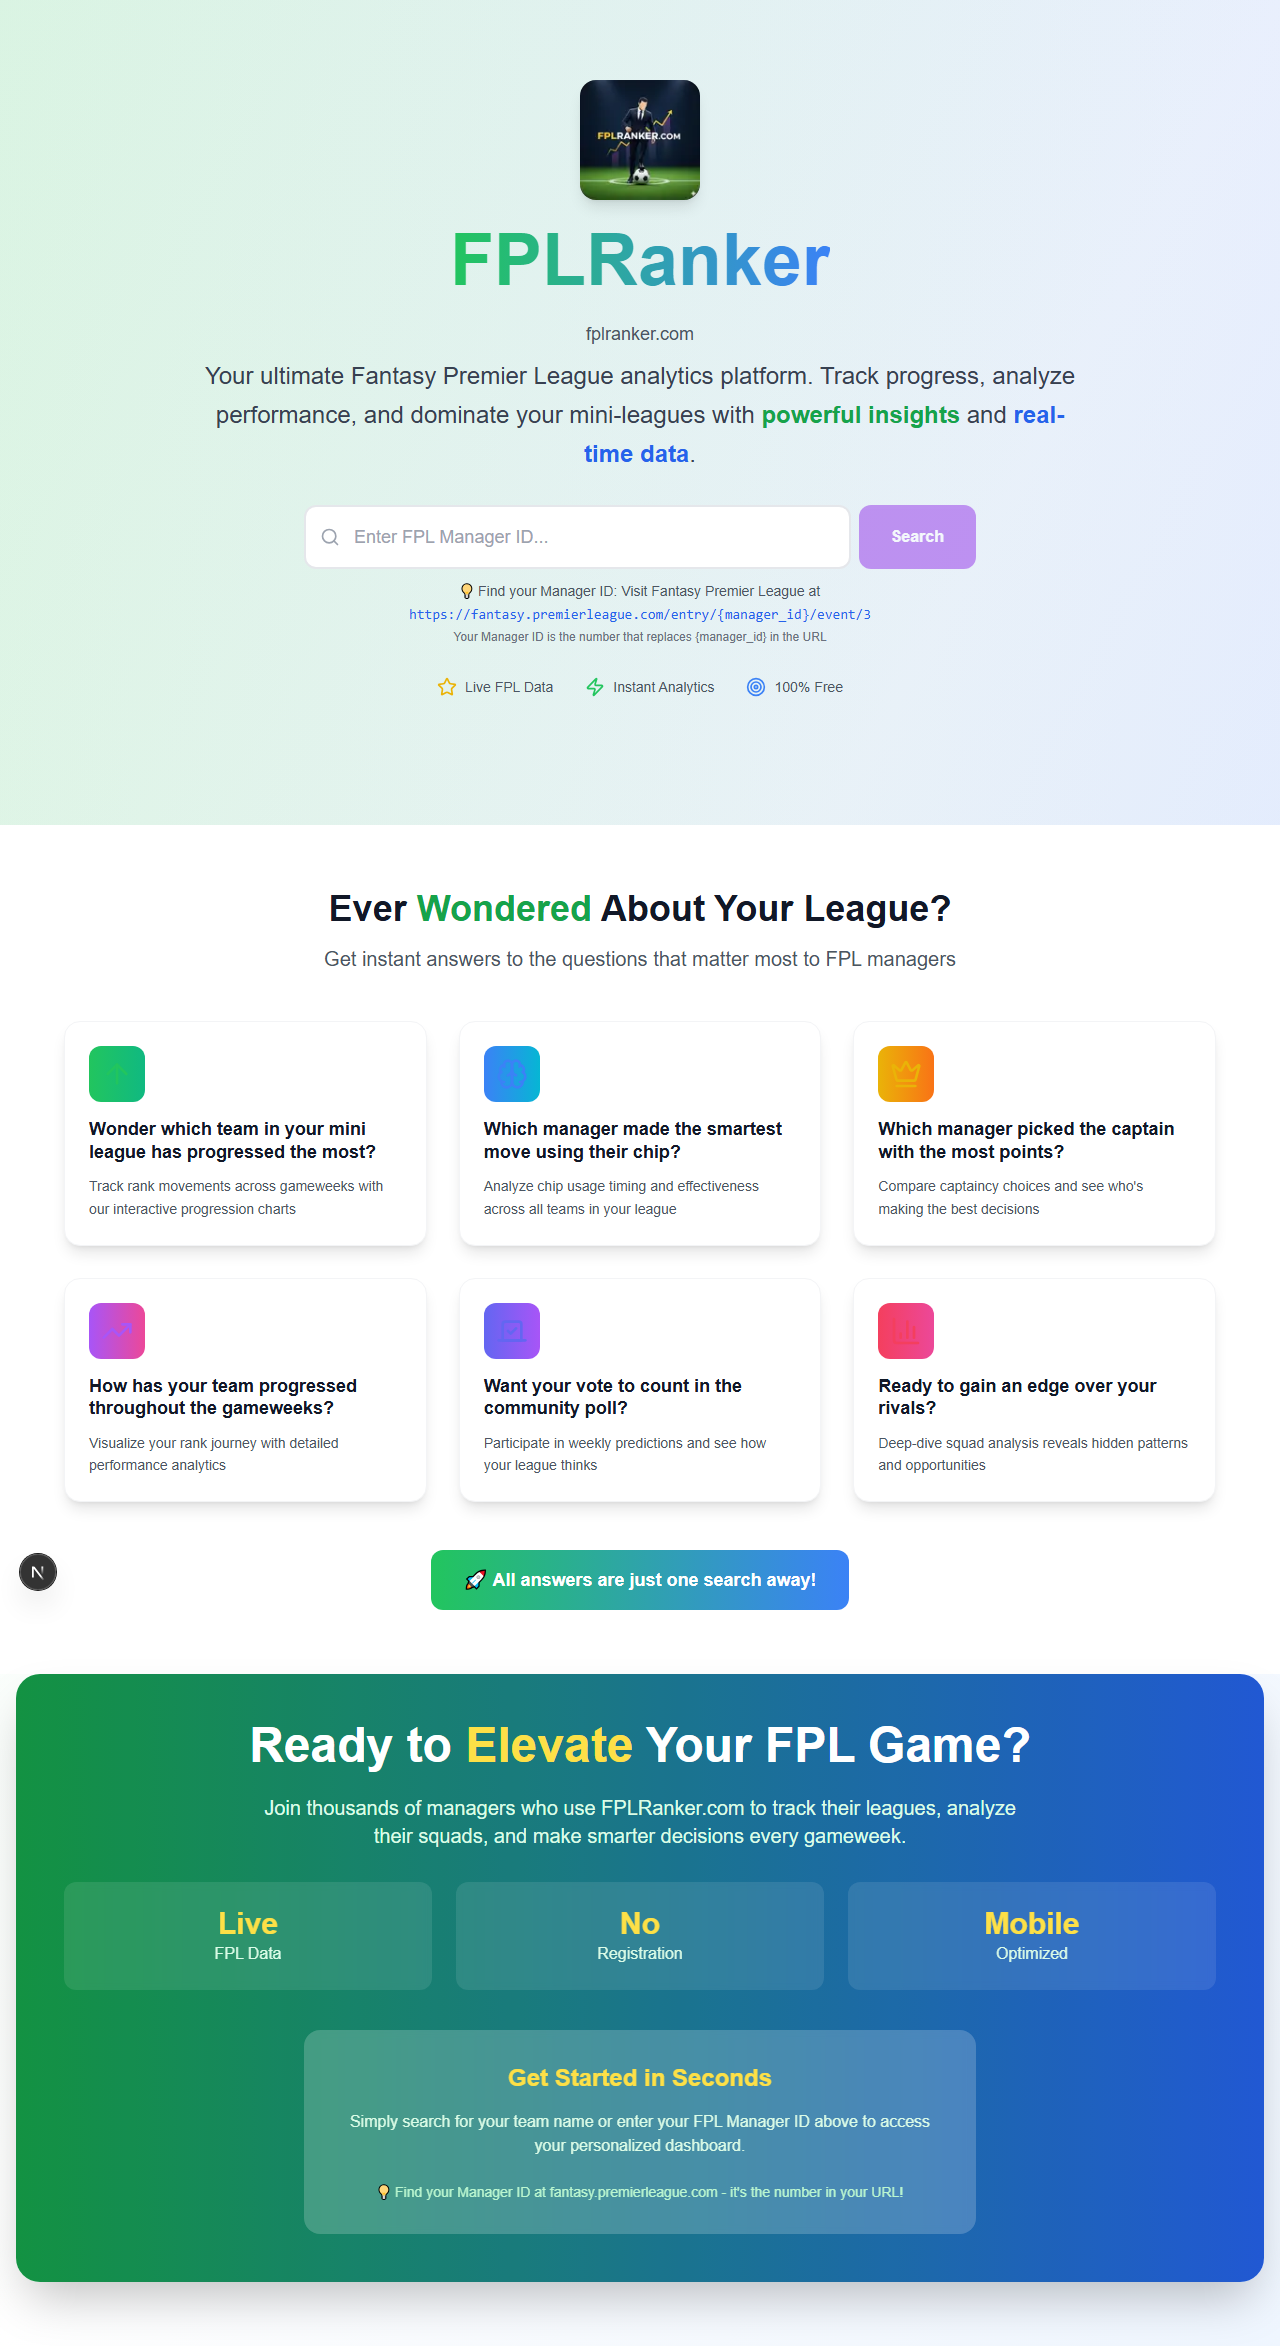 FPLRANKER.COM
FPLRanker
fplranker.com
Your ultimate Fantasy Premier League analytics platform. Track progress, analyze
performance, and dominate your mini-leagues with powerful insights and real-
time data.
Enter FPL Manager ID...
Search
💡 Find your Manager ID: Visit Fantasy Premier League at
https://fantasy.premierleague.com/entry/{manager_id}/event/3
Your Manager ID is the number that replaces {manager_id} in the URL
Live FPL Data
Instant Analytics
100% Free
Ever Wondered About Your League?
Get instant answers to the questions that matter most to FPL managers
Wonder which team in your mini
league has progressed the most?
Track rank movements across gameweeks with
our interactive progression charts
Which manager made the smartest
move using their chip?
Analyze chip usage timing and effectiveness
across all teams in your league
Which manager picked the captain
with the most points?
Compare captaincy choices and see who's
making the best decisions
How has your team progressed
throughout the gameweeks?
Visualize your rank journey with detailed
performance analytics
Want your vote to count in the
community poll?
Participate in weekly predictions and see how
your league thinks
Ready to gain an edge over your
rivals?
Deep-dive squad analysis reveals hidden patterns
and opportunities
N
🚀 All answers are just one search away!
Ready to Elevate Your FPL Game?
Join thousands of managers who use FPLRanker.com to track their leagues, analyze
their squads, and make smarter decisions every gameweek.
Live
FPL Data
No
Registration
Mobile
Optimized
Get Started in Seconds
Simply search for your team name or enter your FPL Manager ID above to access
your personalized dashboard.
💡 Find your Manager ID at fantasy.premierleague.com - it's the number in your URL!